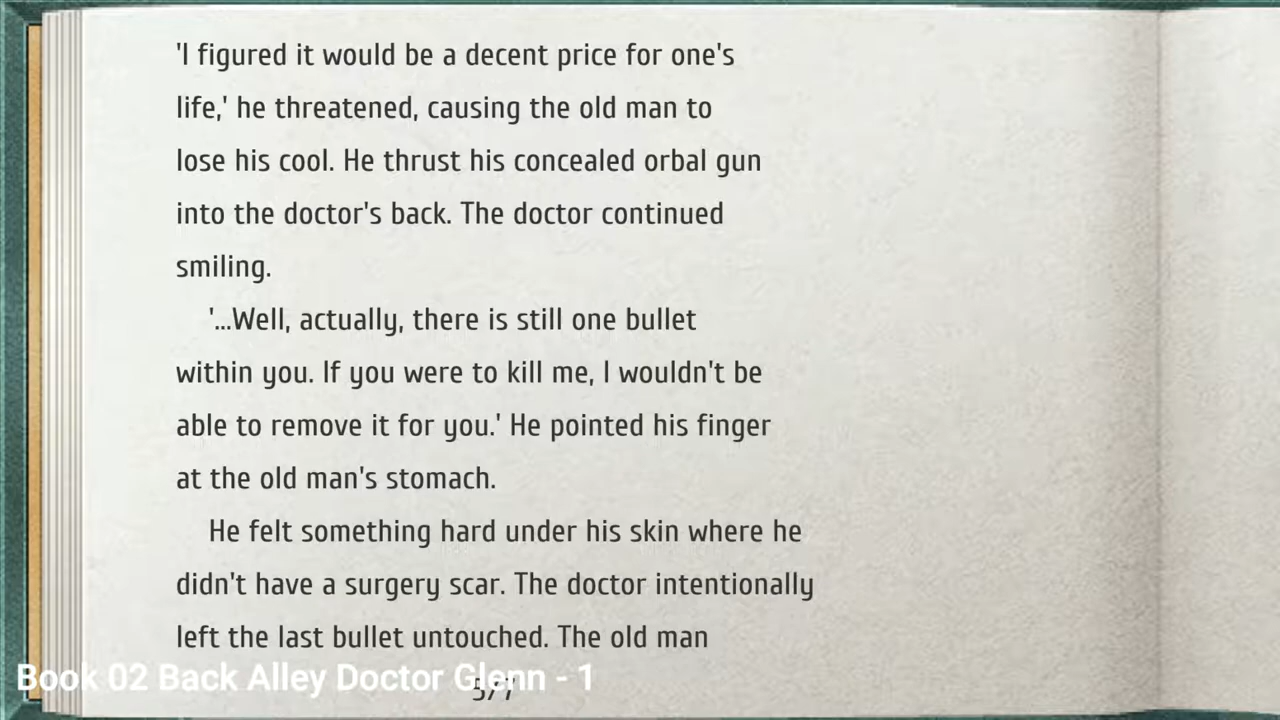 'I figured it would be a decent price for one's
life,' he threatened, causing the old man to
lose his cool. He thrust his concealed orbal gun
into the doctor's back. The doctor continued
smiling.
'...Well, actually, there is still one bullet
within you. If you were to kill me, I wouldn't be
able to remove it for you.' He pointed his finger
at the old man's stomach.
He felt something hard under his skin where he
didn't have a surgery scar. The doctor intentionally
left the last bullet untouched. The old man
Book 02 Back Alley Doctor Glenn - 1
5/7